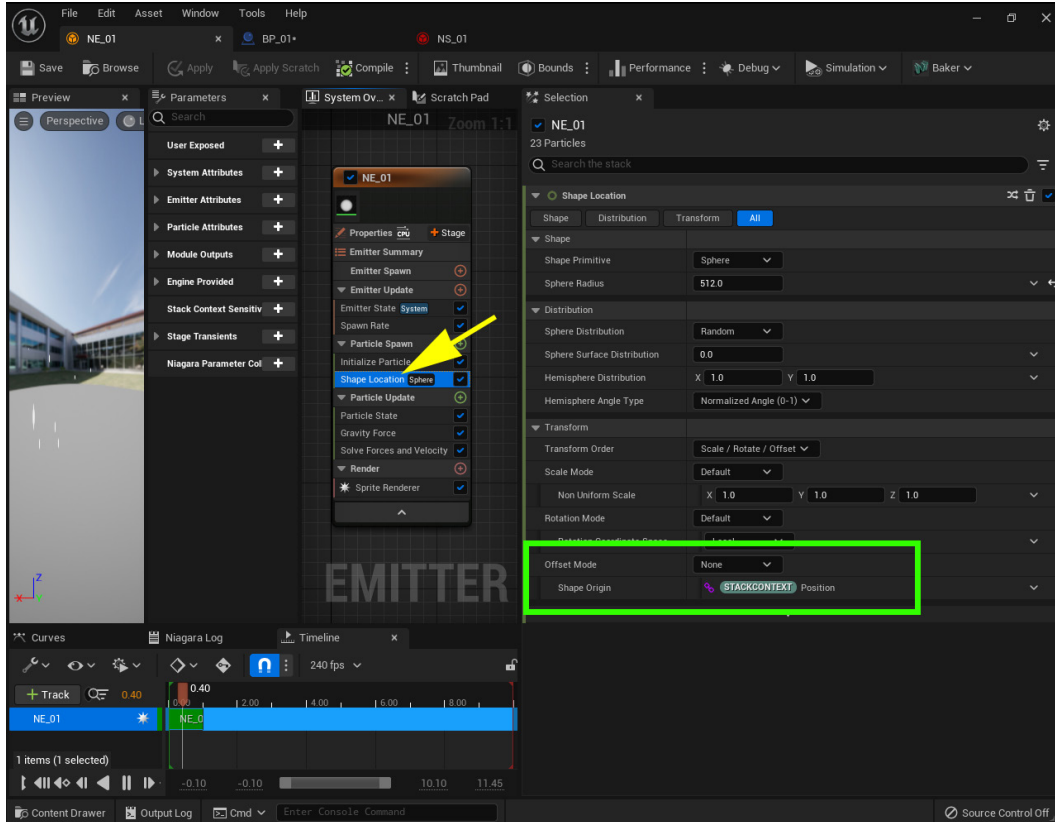 File Edit Asset Window Tools Help
NE_01 BP_01• NS_01
Save Browse Apply Apply Scratch Compile Thumbnail Bounds Performance Debug Simulation Baker
Preview Parameters System Ov... Scratch Pad Selection
Perspective L Search NE_01 Zoom 1:1 NE_01
23 Particles
User Exposed
Search the stack
System Attributes NE_01
Shape Location
Emitter Attributes
Shape Distribution Transform All
Particle Attributes Properties CPU Stage
Shape
Module Outputs Emitter Summary Shape Primitive Sphere
Emitter Spawn
Engine Provided Emitter Update Sphere Radius 512.0
Stack Context Sensitiv Emitter State System Distribution
Spawn Rate Sphere Distribution Random
Stage Transients Particle Spawn
Niagara Parameter Col Initialize Particle Sphere Surface Distribution 0.0
Shape Location Sphere Hemisphere Distribution X 1.0 Y 1.0
Particle Update Hemisphere Angle Type Normalized Angle (0-1)
Particle State
Gravity Force Transform
Solve Forces and Velocity Transform Order Scale / Rotate / Offset
Render Scale Mode Default
Sprite Renderer Non Uniform Scale X 1.0 Y 1.0 Z 1.0
Rotation Mode Default
Rotation Coordinate Space Local
Offset Mode None
EMITTER
Shape Origin STACKCONTEXT Position
Z
X
Curves Niagara Log Timeline
240 fps
Track 0.40 0.40
0.00 2.00 4.00 6.00 8.00
NE_01 NE_0
1 items (1 selected)
-0.10 -0.10 10.10 11.45
Content Drawer Output Log Cmd Enter Console Command Source Control Off